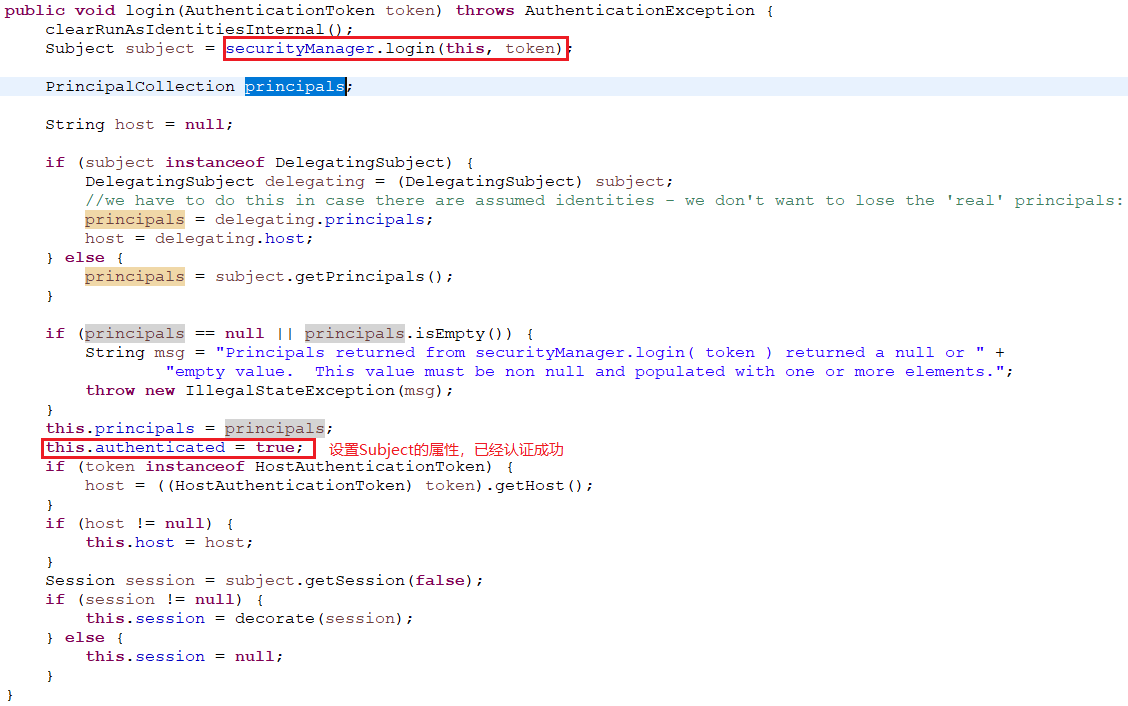 public void login(AuthenticationToken token) throws AuthenticationException {
    clearRunAsIdentitiesInternal();
    Subject subject = securityManager.login(this, token);
    PrincipalCollection principals;
    String host = null;
    if (subject instanceof DelegatingSubject) {
        DelegatingSubject delegating = (DelegatingSubject) subject;
        //we have to do this in case there are assumed identities - we don't want to lose the 'real' principals:
        principals = delegating.principals;
        host = delegating.host;
    } else {
        principals = subject.getPrincipals();
    }
    if (principals == null || principals.isEmpty()) {
        String msg = "Principals returned from securityManager.login( token ) returned a null or " +
                "empty value.  This value must be non null and populated with one or more elements.";
        throw new IllegalStateException(msg);
    }
    this.principals = principals;
    this.authenticated = true; 设置Subject的属性，已经认证成功
    if (token instanceof HostAuthenticationToken) {
        host = ((HostAuthenticationToken) token).getHost();
    }
    if (host != null) {
        this.host = host;
    }
    Session session = subject.getSession(false);
    if (session != null) {
        this.session = decorate(session);
    } else {
        this.session = null;
    }
}